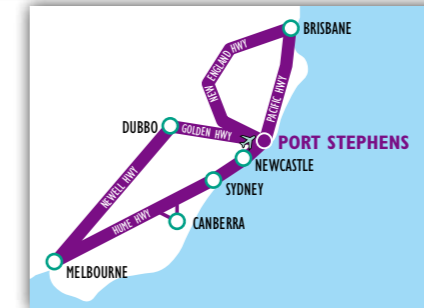 BRISBANE
NEW ENGLAND HWY
PACIFIC HWY
DUBBO
GOLDEN HWY
PORT STEPHENS
NEWCASTLE
NEWELL HWY
SYDNEY
HUME HWY
CANBERRA
MELBOURNE